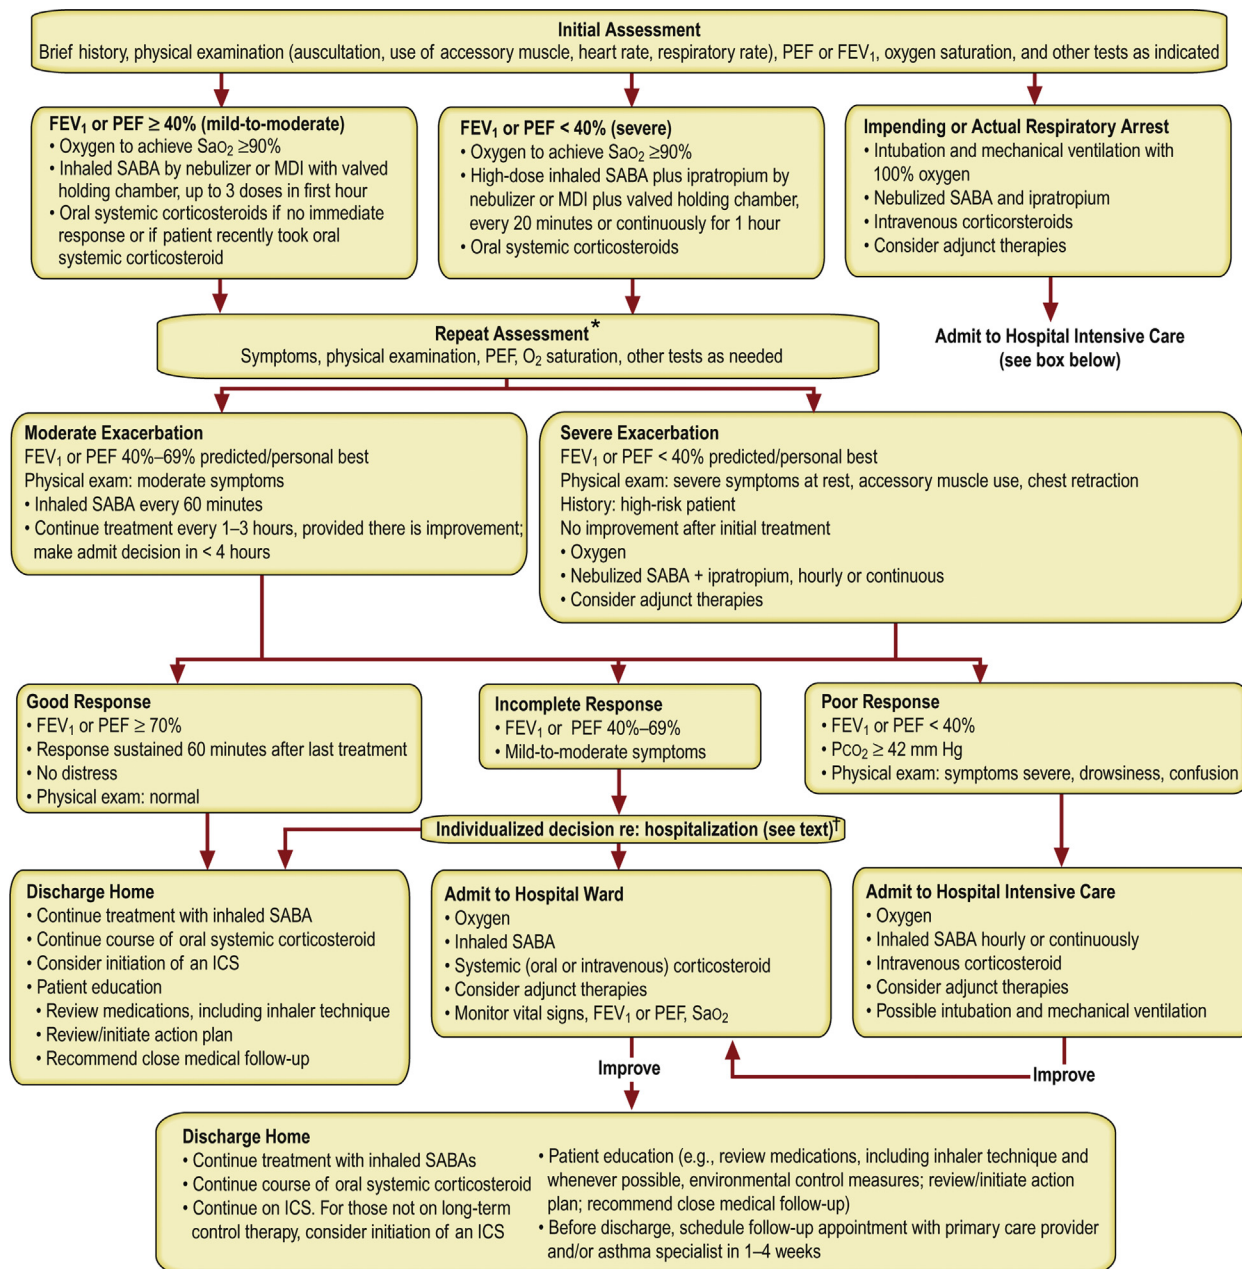 Initial Assessment
Brief history, physical examination (auscultation, use of accessory muscle, heart rate, respiratory rate), PEF or FEV₁, oxygen saturation, and other tests as indicated
FEV₁ or PEF ≥ 40% (mild-to-moderate)
• Oxygen to achieve SaO₂ ≥90%
• Inhaled SABA by nebulizer or MDI with valved
holding chamber, up to 3 doses in first hour
• Oral systemic corticosteroids if no immediate
response or if patient recently took oral
systemic corticosteroid
FEV₁ or PEF < 40% (severe)
• Oxygen to achieve SaO₂ ≥90%
• High-dose inhaled SABA plus ipratropium by
nebulizer or MDI plus valved holding chamber,
every 20 minutes or continuously for 1 hour
• Oral systemic corticosteroids
Impending or Actual Respiratory Arrest
• Intubation and mechanical ventilation with
100% oxygen
• Nebulized SABA and ipratropium
• Intravenous corticorsteroids
• Consider adjunct therapies
Repeat Assessment*
Symptoms, physical examination, PEF, O₂ saturation, other tests as needed
Admit to Hospital Intensive Care
(see box below)
Moderate Exacerbation
FEV₁ or PEF 40%–69% predicted/personal best
Physical exam: moderate symptoms
• Inhaled SABA every 60 minutes
• Continue treatment every 1–3 hours, provided there is improvement;
make admit decision in < 4 hours
Severe Exacerbation
FEV₁ or PEF < 40% predicted/personal best
Physical exam: severe symptoms at rest, accessory muscle use, chest retraction
History: high-risk patient
No improvement after initial treatment
• Oxygen
• Nebulized SABA + ipratropium, hourly or continuous
• Consider adjunct therapies
Good Response
• FEV₁ or PEF ≥ 70%
• Response sustained 60 minutes after last treatment
• No distress
• Physical exam: normal
Incomplete Response
• FEV₁ or PEF 40%–69%
• Mild-to-moderate symptoms
Poor Response
• FEV₁ or PEF < 40%
• PCO₂ ≥ 42 mm Hg
• Physical exam: symptoms severe, drowsiness, confusion
Individualized decision re: hospitalization (see text)†
Discharge Home
• Continue treatment with inhaled SABA
• Continue course of oral systemic corticosteroid
• Consider initiation of an ICS
• Patient education
• Review medications, including inhaler technique
• Review/initiate action plan
• Recommend close medical follow-up
Admit to Hospital Ward
• Oxygen
• Inhaled SABA
• Systemic (oral or intravenous) corticosteroid
• Consider adjunct therapies
• Monitor vital signs, FEV₁ or PEF, SaO₂
Admit to Hospital Intensive Care
• Oxygen
• Inhaled SABA hourly or continuously
• Intravenous corticosteroid
• Consider adjunct therapies
• Possible intubation and mechanical ventilation
Improve
Improve
Discharge Home
• Continue treatment with inhaled SABAs
• Continue course of oral systemic corticosteroid
• Continue on ICS. For those not on long-term
control therapy, consider initiation of an ICS
• Patient education (e.g., review medications, including inhaler technique and
whenever possible, environmental control measures; review/initiate action
plan; recommend close medical follow-up)
• Before discharge, schedule follow-up appointment with primary care provider
and/or asthma specialist in 1–4 weeks